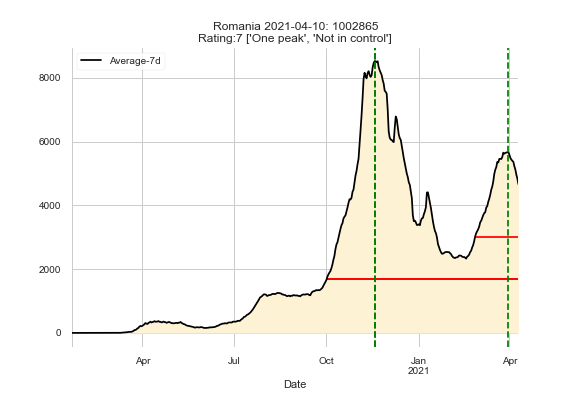 Romania 2021-04-10: 1002865
Rating:7 ['One peak', 'Not in control']
Average-7d
8000
6000
4000
2000
0
Apr
Jul
Oct
Jan
2021
Apr
Date